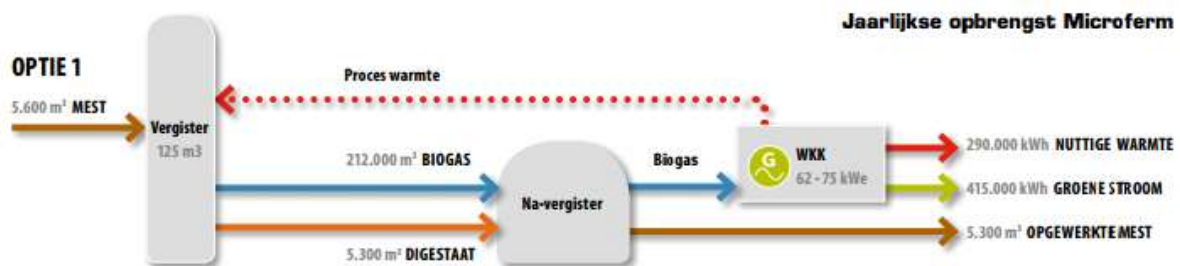 Jaarlijkse opbrengst Microferm
OPTIE 1
5.600 m³ MEST
Vergister
125 m3
Proces warmte
212.000 m³ BIOGAS
5.300 m³ DIGESTAAT
Na-vergister
Biogas
G
WKK
62 - 75 kWe
290.000 kWh NUTTIGE WARMTE
415.000 kWh GROENE STROOM
5.300 m³ OPGEWERKTE MEST